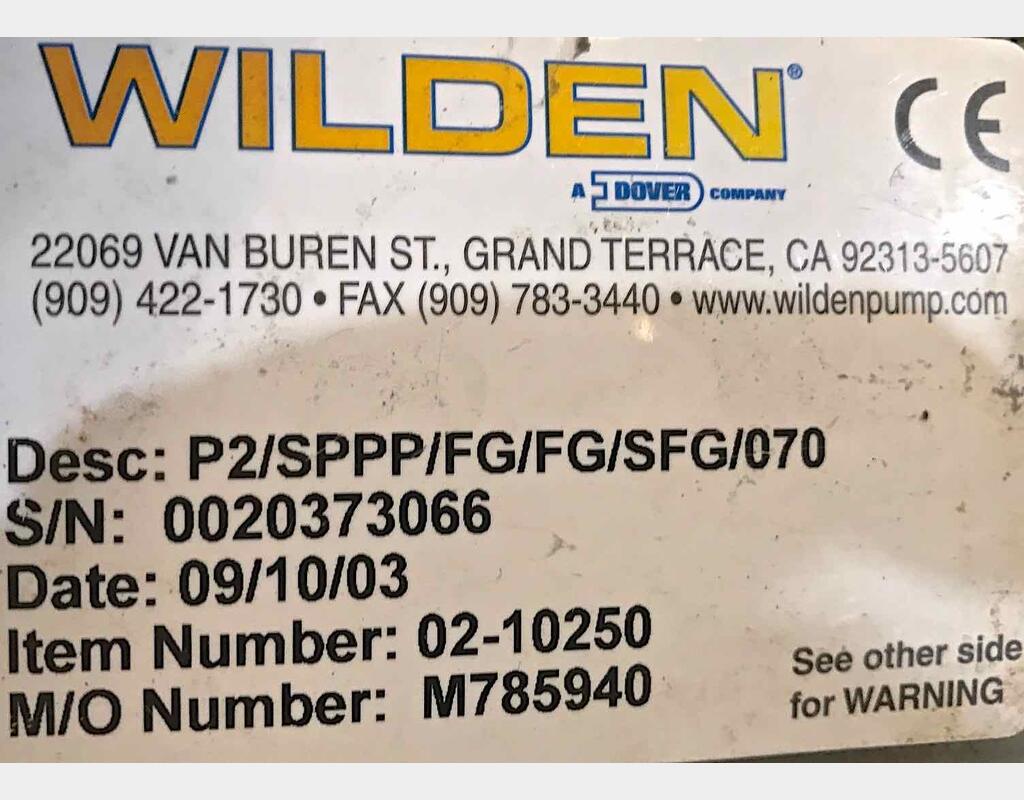 WILDEN®
CE
A DOVER COMPANY
22069 VAN BUREN ST., GRAND TERRACE, CA 92313-5607
(909) 422-1730 • FAX (909) 783-3440 • www.wildenpump.com
Desc: P2/SPPP/FG/FG/SFG/070
S/N: 0020373066
Date: 09/10/03
Item Number: 02-10250
M/O Number: M785940
See other side
for WARNING